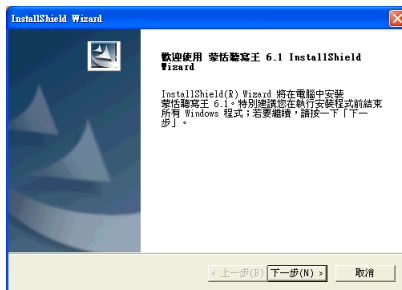 InstallShield Wizard
歡迎使用 蒙恬聽寫王 6.1 InstallShield
Wizard
InstallShield(R) Wizard 將在電腦中安裝
蒙恬聽寫王 6.1。特別建議您在執行安裝程式前結束
所有 Windows 程式；若要繼續，請按一下「下一
步」。
< 上一步(B)
下一步(N) >
取消